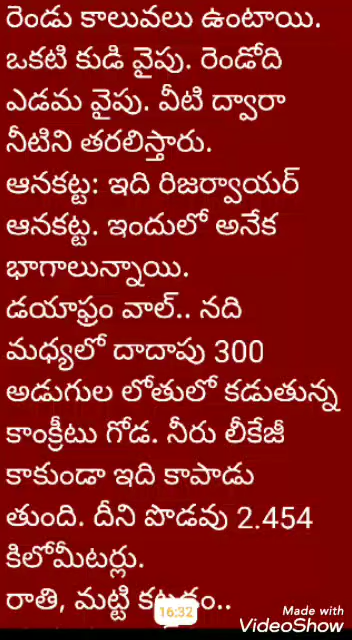 రెండు కాలువలు ఉంటాయి.
ఒకటి కుడి వైపు. రెండోది
ఎడమ వైపు. వీటి ద్వారా
నీటిని తరలిస్తారు.
ఆనకట్ట: ఇది రిజర్వాయర్
ఆనకట్ట. ఇందులో అనేక
భాగాలున్నాయి.
డయాఫ్రం వాల్.. నది
మధ్యలో దాదాపు 300
అడుగుల లోతులో కడుతున్న
కాంక్రీటు గోడ. నీరు లీకేజీ
కాకుండా ఇది కాపాడు
తుంది. దీని పొడవు 2.454
కిలోమీటర్లు.
రాతి, మట్టి
16:32
Made with
VideoShow